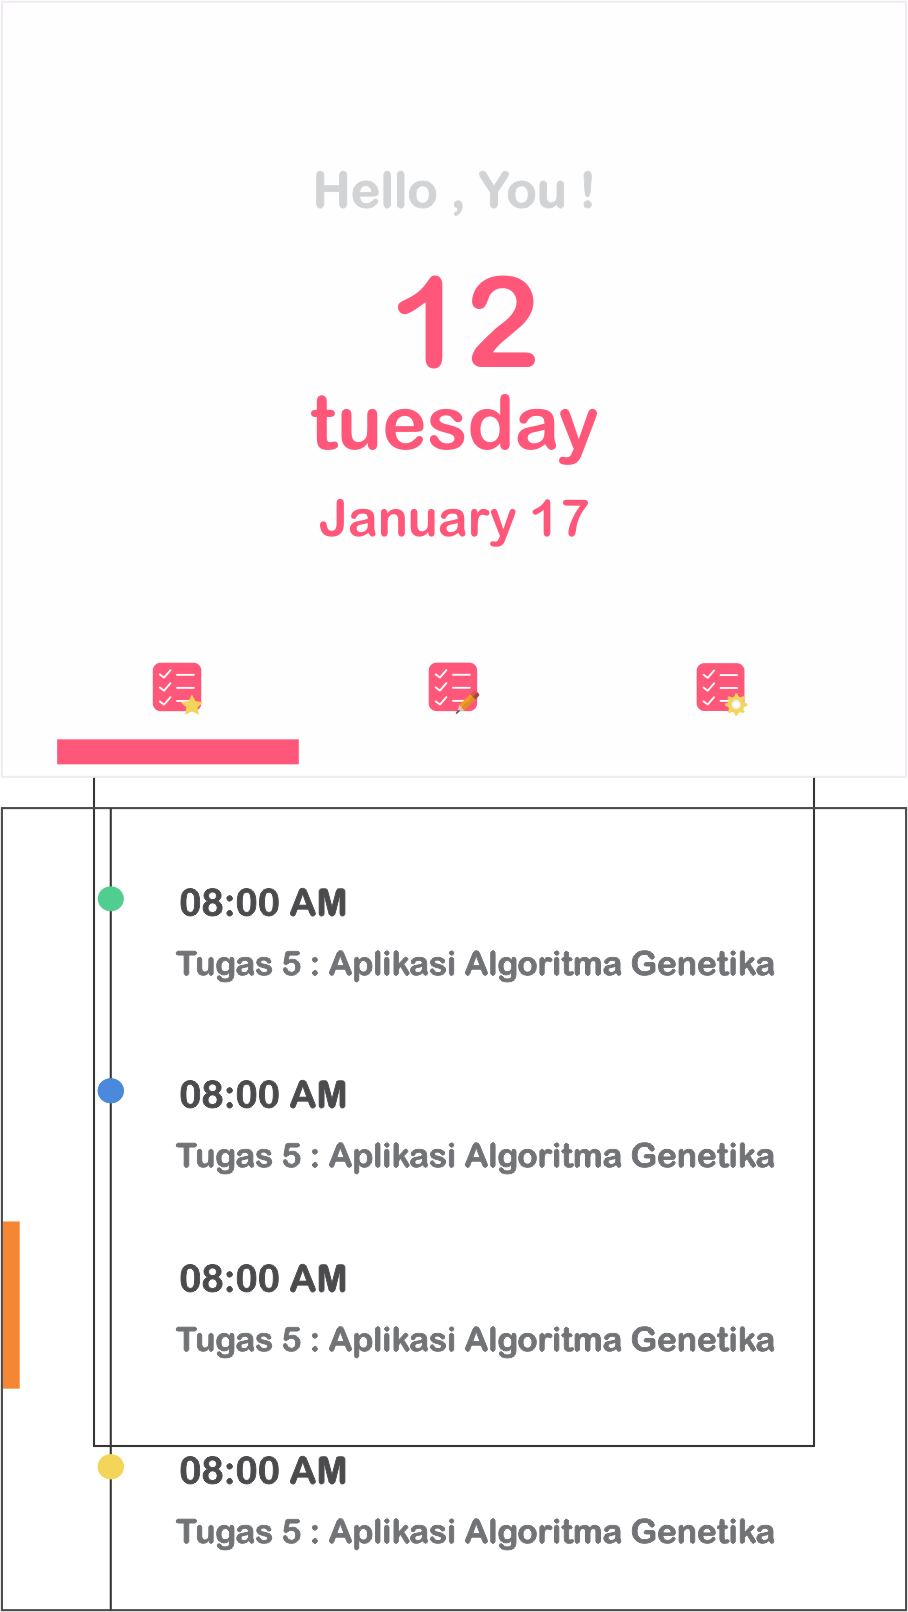 Hello , You !
12
tuesday
January 17
08:00 AM
Tugas 5 : Aplikasi Algoritma Genetika
08:00 AM
Tugas 5 : Aplikasi Algoritma Genetika
08:00 AM
Tugas 5 : Aplikasi Algoritma Genetika
08:00 AM
Tugas 5 : Aplikasi Algoritma Genetika